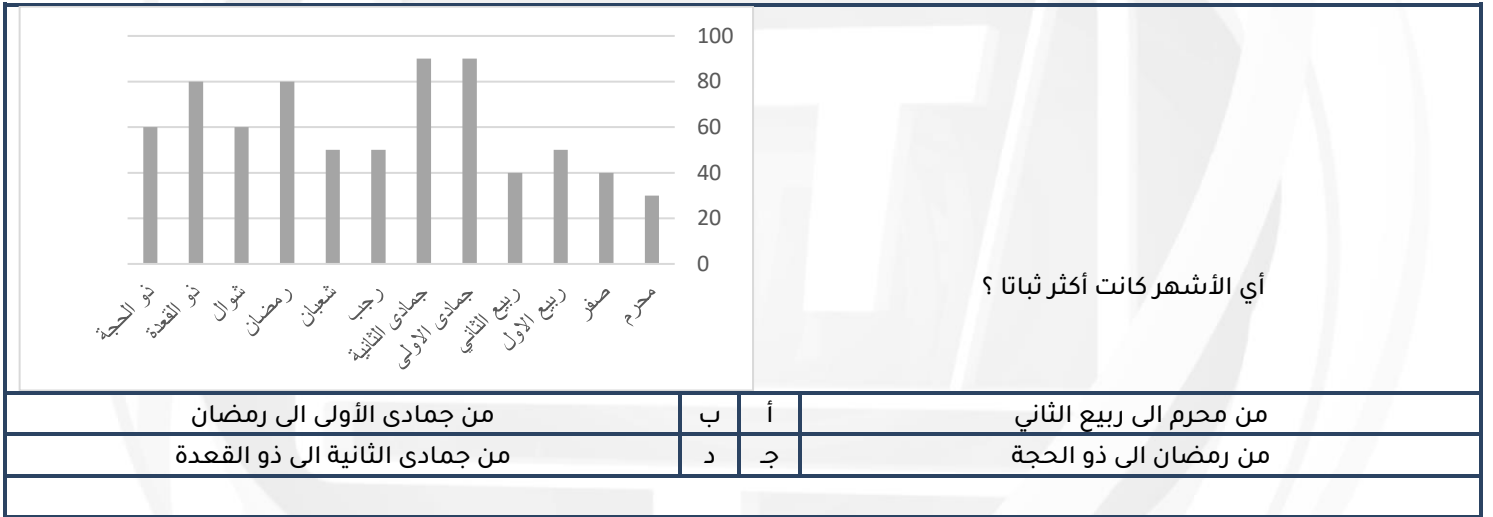 100
80
60
40
20
0
محرم
صفر
ربيع الاول
ربيع الثاني
جمادى الاولى
جمادى الثانية
رجب
شعبان
رمضان
شوال
ذو القعدة
ذو الحجة
أي الأشهر كانت أكثر ثباتا ؟
من محرم الى ربيع الثاني أ ب من جمادى الأولى الى رمضان
من رمضان الى ذو الحجة جـ د من جمادى الثانية الى ذو القعدة